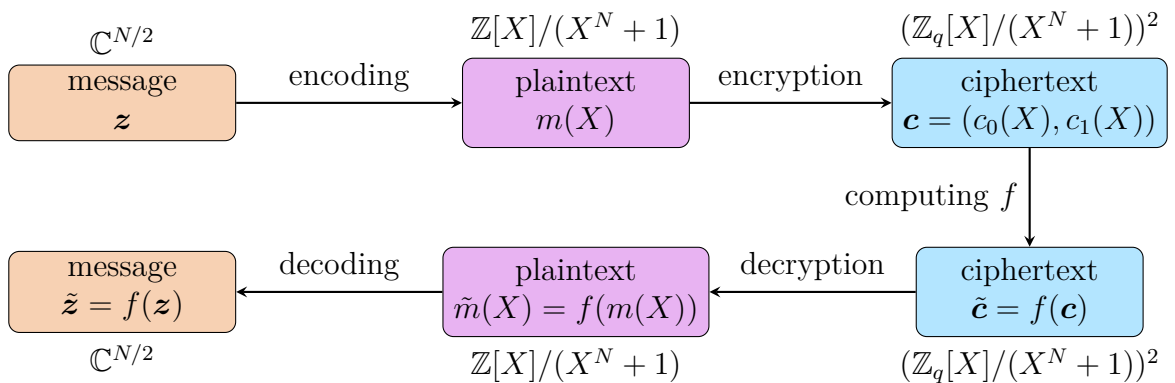 ℂ^{N/2}
message
𝒛
encoding
ℤ[X]/(X^N + 1)
plaintext
m(X)
encryption
(ℤ_q[X]/(X^N + 1))^2
ciphertext
𝒄 = (c_0(X), c_1(X))
computing f
message
𝒛̃ = f(𝒛)
ℂ^{N/2}
decoding
plaintext
m̃(X) = f(m(X))
ℤ[X]/(X^N + 1)
decryption
ciphertext
𝒄̃ = f(𝒄)
(ℤ_q[X]/(X^N + 1))^2